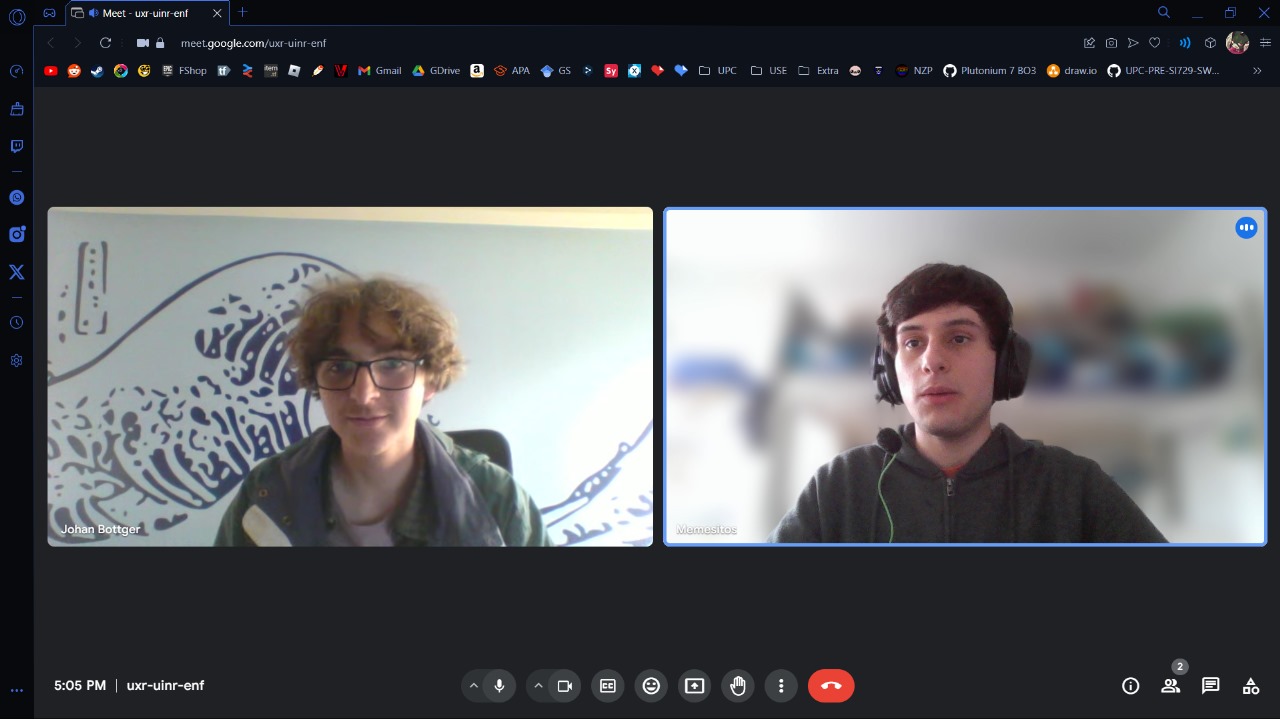 Meet - uxr-uinr-enf
meet.google.com/uxr-uinr-enf
FShop
Gmail
GDrive
APA
GS
Sy
UPC
USE
Extra
NZP
Plutonium 7 BO3
draw.io
UPC-PRE-SI729-SW...
Johan Bottger
Memesitos
5:05 PM | uxr-uinr-enf
CC
2